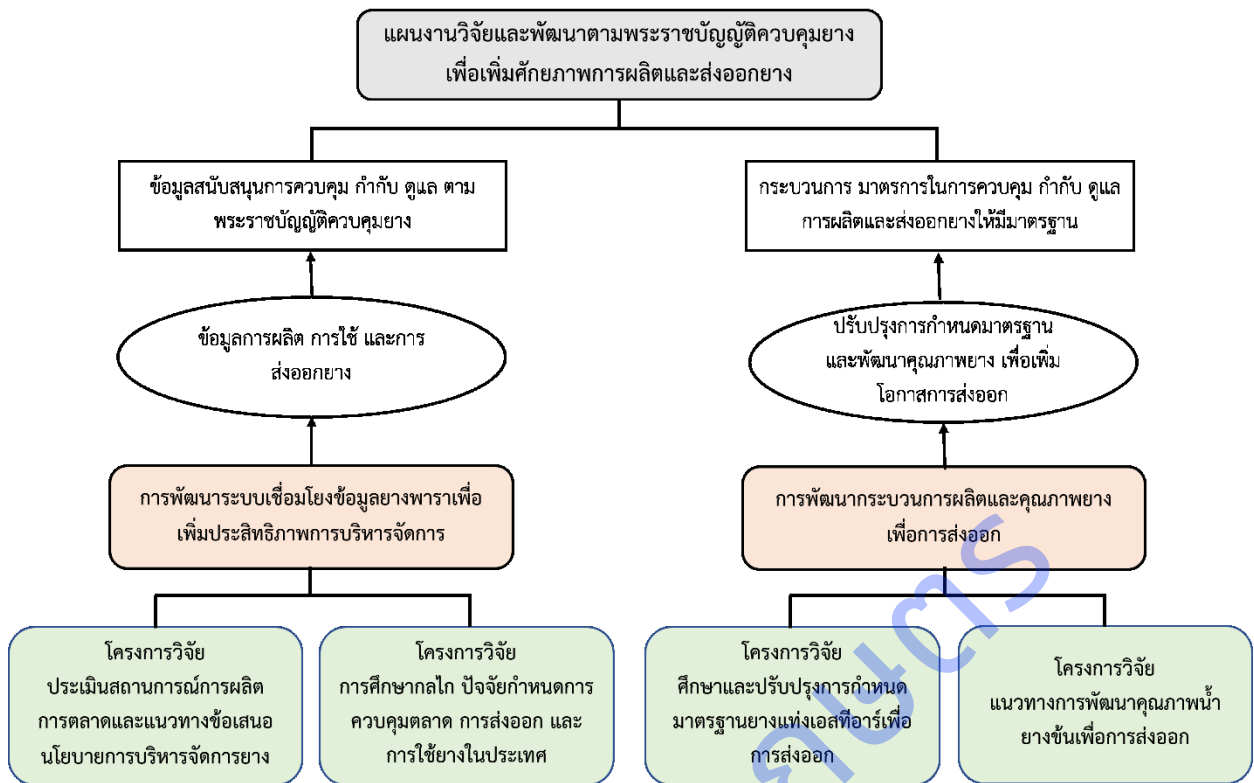 แผนงานวิจัยและพัฒนาตามพระราชบัญญัติควบคุมยาง
เพื่อเพิ่มศักยภาพการผลิตและส่งออกยาง
ข้อมูลสนับสนุนการควบคุม กำกับ ดูแล ตาม
พระราชบัญญัติควบคุมยาง
กระบวนการ มาตรการในการควบคุม กำกับ ดูแล
การผลิตและส่งออกยางให้มีมาตรฐาน
ข้อมูลการผลิต การใช้ และการ
ส่งออกยาง
ปรับปรุงการกำหนดมาตรฐาน
และพัฒนาคุณภาพยาง เพื่อเพิ่ม
โอกาสการส่งออก
การพัฒนาระบบเชื่อมโยงข้อมูลยางพาราเพื่อ
เพิ่มประสิทธิภาพการบริหารจัดการ
การพัฒนากระบวนการผลิตและคุณภาพยาง
เพื่อการส่งออก
โครงการวิจัย
ประเมินสถานการณ์การผลิต
การตลาดและแนวทางข้อเสนอ
นโยบายการบริหารจัดการยาง
โครงการวิจัย
การศึกษากลไก ปัจจัยกำหนดการ
ควบคุมตลาด การส่งออก และ
การใช้ยางในประเทศ
โครงการวิจัย
ศึกษาและปรับปรุงการกำหนด
มาตรฐานยางแท่งเอสทีอาร์เพื่อ
การส่งออก
โครงการวิจัย
แนวทางการพัฒนาคุณภาพน้ำ
ยางข้นเพื่อการส่งออก